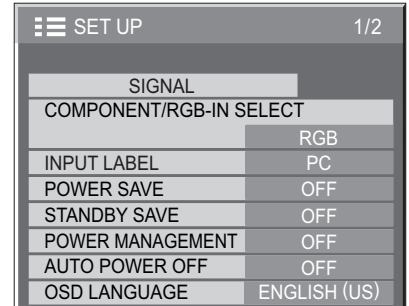 SET UP 1/2
SIGNAL
COMPONENT/RGB-IN SELECT
RGB
INPUT LABEL PC
POWER SAVE OFF
STANDBY SAVE OFF
POWER MANAGEMENT OFF
AUTO POWER OFF OFF
OSD LANGUAGE ENGLISH (US)